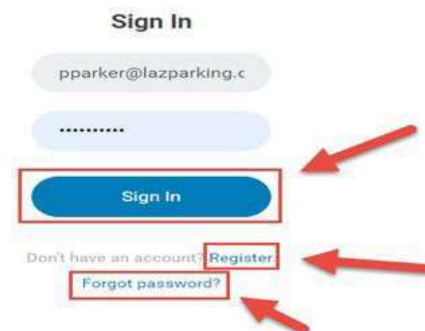 Sign In
pparker@lazparking.c
••••••••••
Sign In
Don't have an account? Register.
Forgot password?